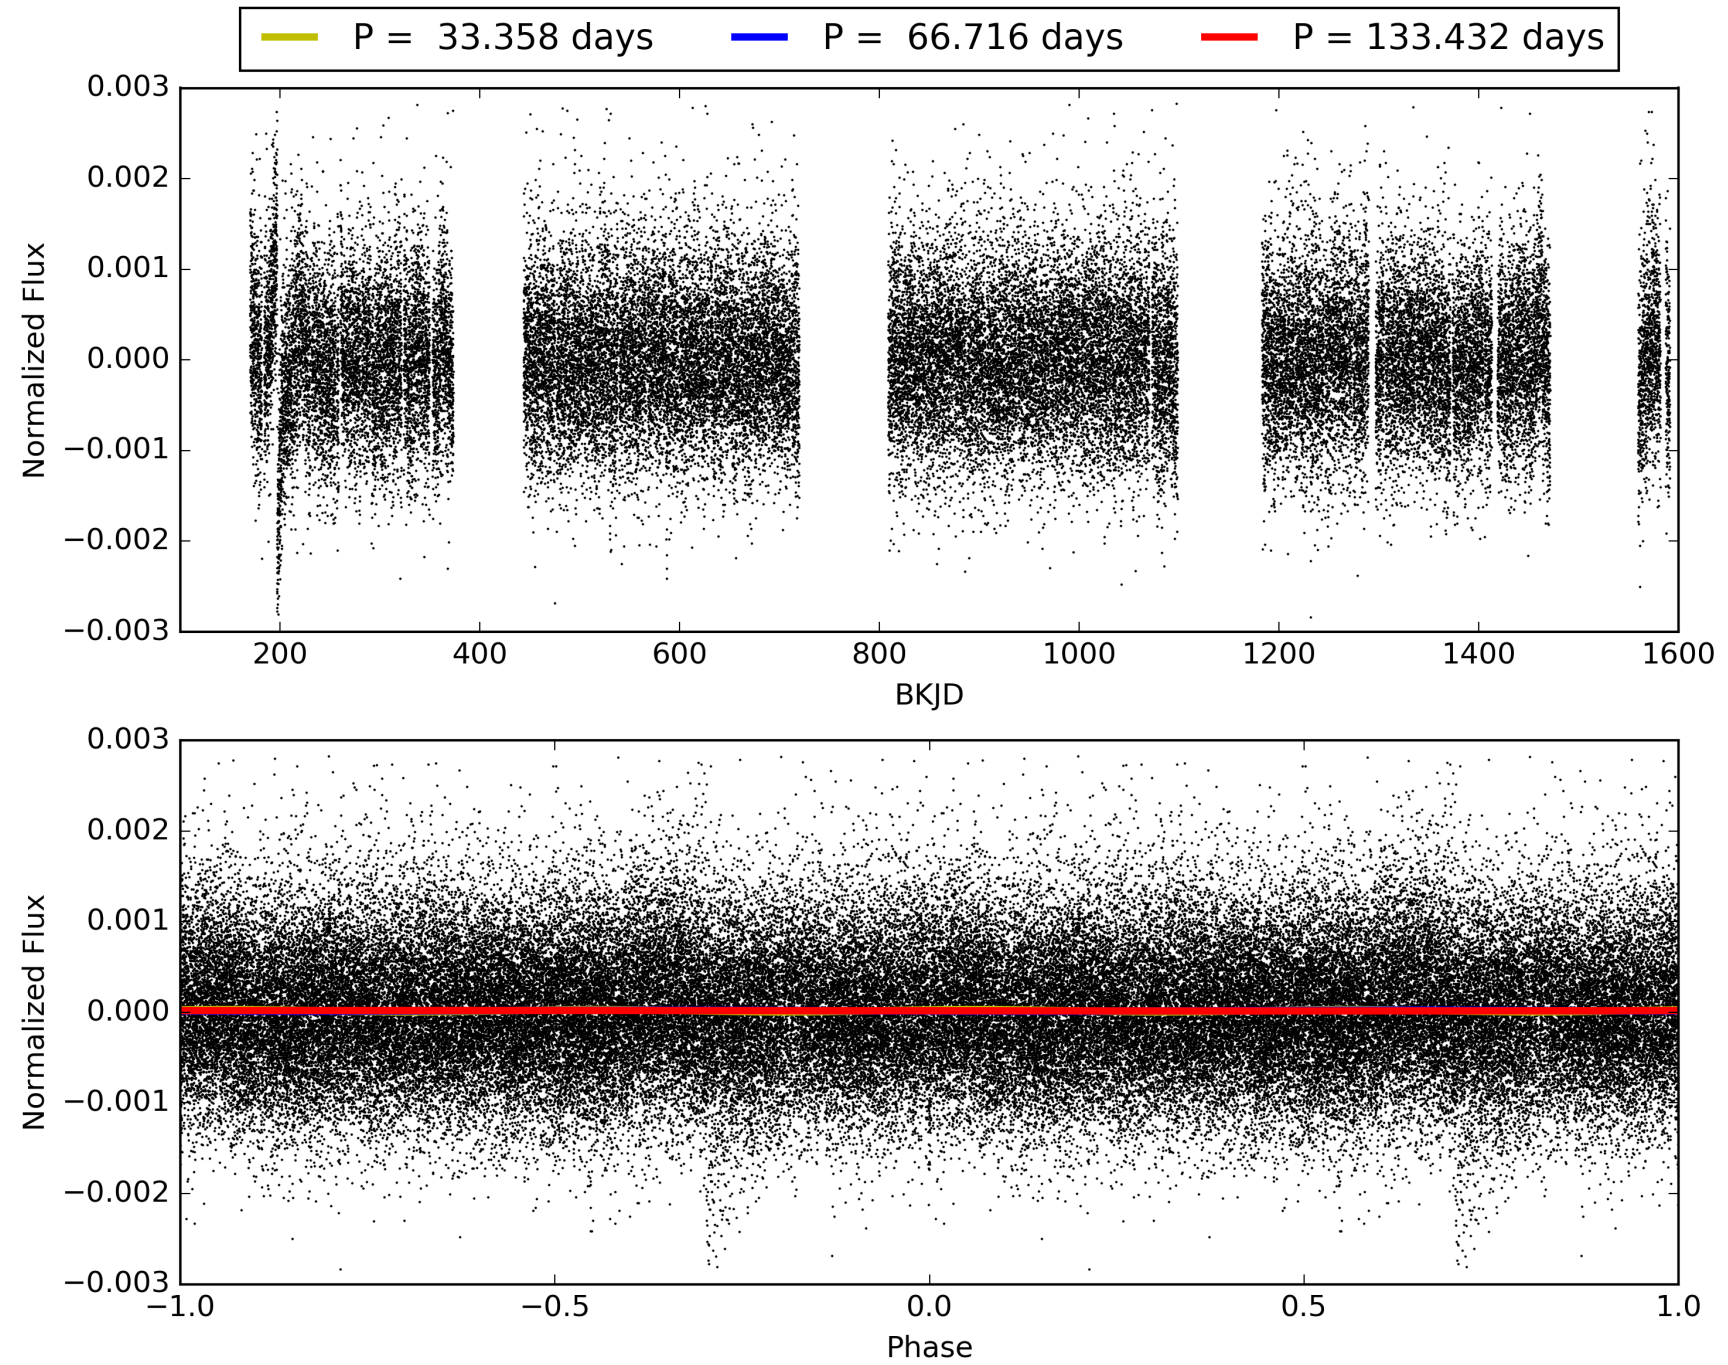 P =  33.358 days P =  66.716 days P = 133.432 days
0.003
0.002
0.001
0.000
−0.001
−0.002
−0.003
Normalized Flux
200 400 600 800 1000 1200 1400 1600
BKJD
0.003
0.002
0.001
0.000
−0.001
−0.002
−0.003
Normalized Flux
−1.0 −0.5 0.0 0.5 1.0
Phase